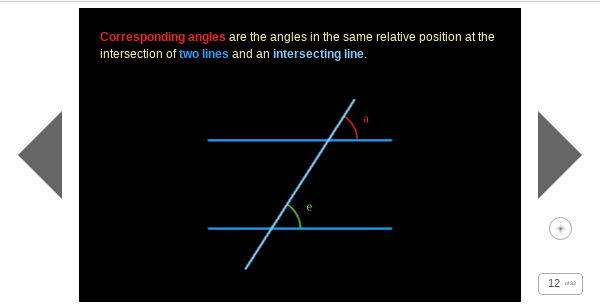 Corresponding angles are the angles in the same relative position at the
intersection of two lines and an intersecting line.
a
e
12 of 33